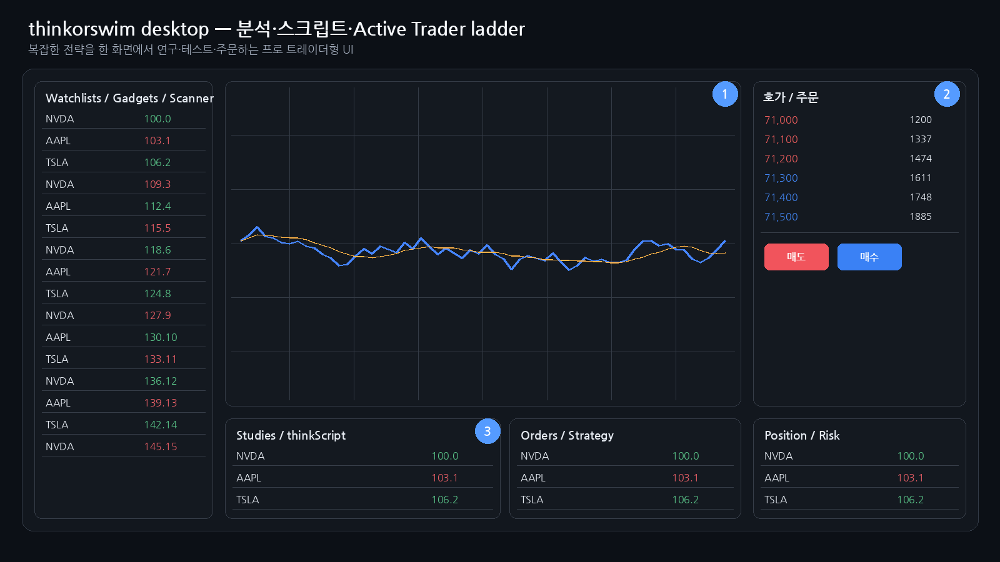 thinkorswim desktop — 분석·스크립트·Active Trader ladder
복잡한 전략을 한 화면에서 연구·테스트·주문하는 프로 트레이더형 UI
Watchlists / Gadgets / Scanner
NVDA 100.0
AAPL 103.1
TSLA 106.2
NVDA 109.3
AAPL 112.4
TSLA 115.5
NVDA 118.6
AAPL 121.7
TSLA 124.8
NVDA 127.9
AAPL 130.10
TSLA 133.11
NVDA 136.12
AAPL 139.13
TSLA 142.14
NVDA 145.15
1
호가 / 주문
2
71,000 1200
71,100 1337
71,200 1474
71,300 1611
71,400 1748
71,500 1885
매도 매수
Studies / thinkScript
3
NVDA 100.0
AAPL 103.1
TSLA 106.2
Orders / Strategy
NVDA 100.0
AAPL 103.1
TSLA 106.2
Position / Risk
NVDA 100.0
AAPL 103.1
TSLA 106.2